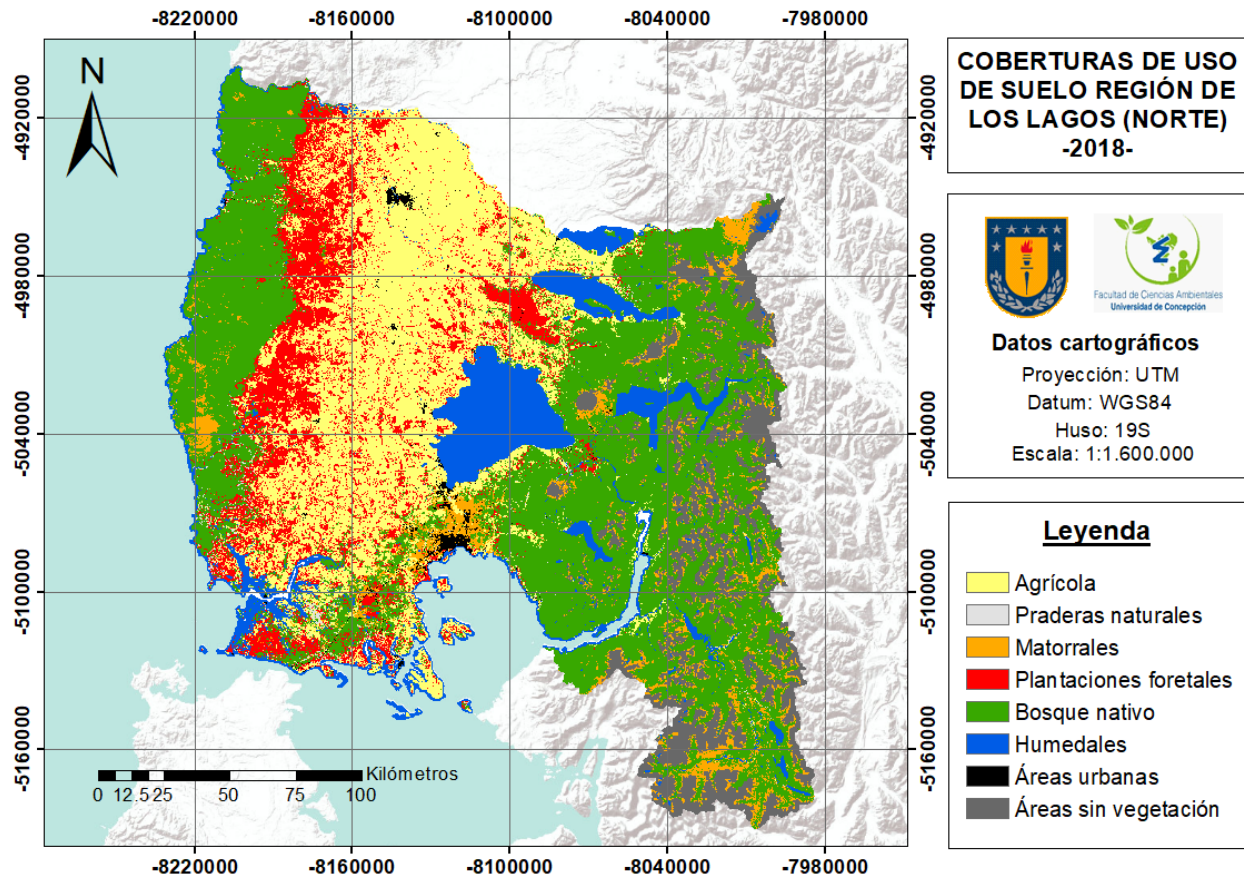 -8220000 -8160000 -8100000 -8040000 -7980000
N
-4920000 -4920000
-4980000 -4980000
-5040000 -5040000
-5100000 -5100000
-5160000 -5160000
Kilómetros
0 12.5 25 50 75 100
-8220000 -8160000 -8100000 -8040000 -7980000
COBERTURAS DE USO
DE SUELO REGIÓN DE
LOS LAGOS (NORTE)
-2018-
Facultad de Ciencias Ambientales
Universidad de Concepción
Datos cartográficos
Proyección: UTM
Datum: WGS84
Huso: 19S
Escala: 1:1.600.000
Leyenda
Agrícola
Praderas naturales
Matorrales
Plantaciones foretales
Bosque nativo
Humedales
Áreas urbanas
Áreas sin vegetación